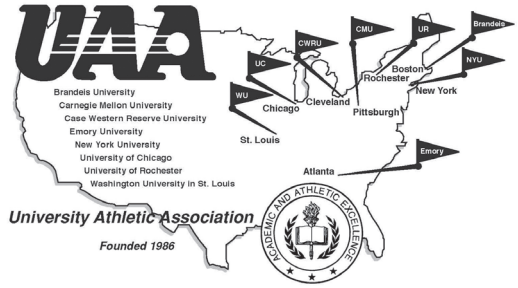 UAA
Brandeis University
Carnegie Mellon University
Case Western Reserve University
Emory University
New York University
University of Chicago
University of Rochester
Washington University in St. Louis
University Athletic Association
Founded 1986
WU
St. Louis
UC
Chicago
CWRU
Cleveland
CMU
Pittsburgh
UR
Rochester
Brandeis
Boston
NYU
New York
Emory
Atlanta
ACADEMIC AND ATHLETIC EXCELLENCE